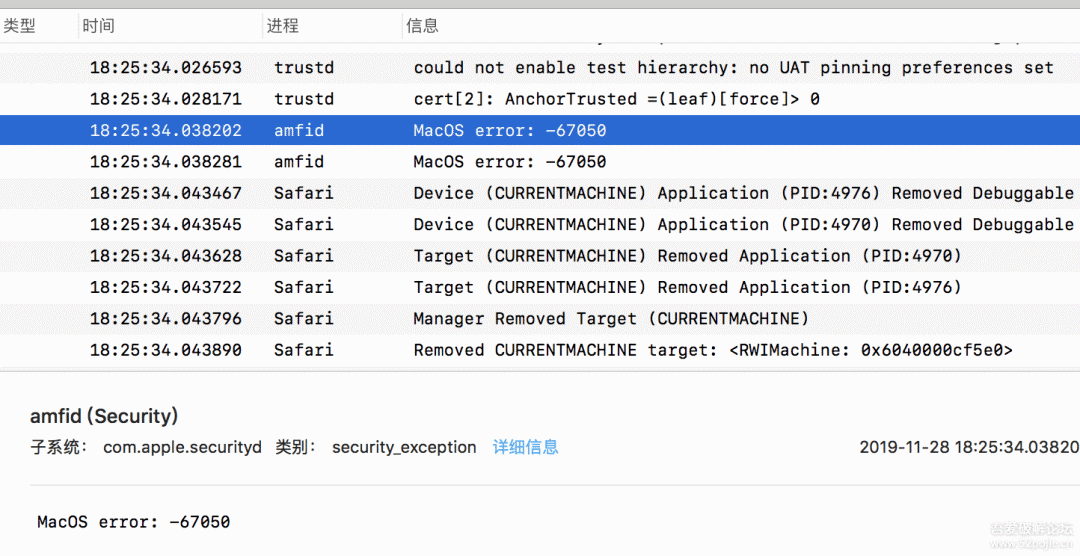 类型 时间 进程 信息
18:25:34.026593 trustd could not enable test hierarchy: no UAT pinning preferences set
18:25:34.028171 trustd cert[2]: AnchorTrusted =(leaf)[force]> 0
18:25:34.038202 amfid MacOS error: -67050
18:25:34.038281 amfid MacOS error: -67050
18:25:34.043467 Safari Device (CURRENTMACHINE) Application (PID:4976) Removed Debuggable
18:25:34.043545 Safari Device (CURRENTMACHINE) Application (PID:4970) Removed Debuggable
18:25:34.043628 Safari Target (CURRENTMACHINE) Removed Application (PID:4970)
18:25:34.043722 Safari Target (CURRENTMACHINE) Removed Application (PID:4976)
18:25:34.043796 Safari Manager Removed Target (CURRENTMACHINE)
18:25:34.043890 Safari Removed CURRENTMACHINE target: <RWIMachine: 0x6040000cf5e0>
amfid (Security)
子系统： com.apple.securityd 类别： security_exception 详细信息 2019-11-28 18:25:34.03820
MacOS error: -67050
吾爱破解论坛
www.52pojie.cn